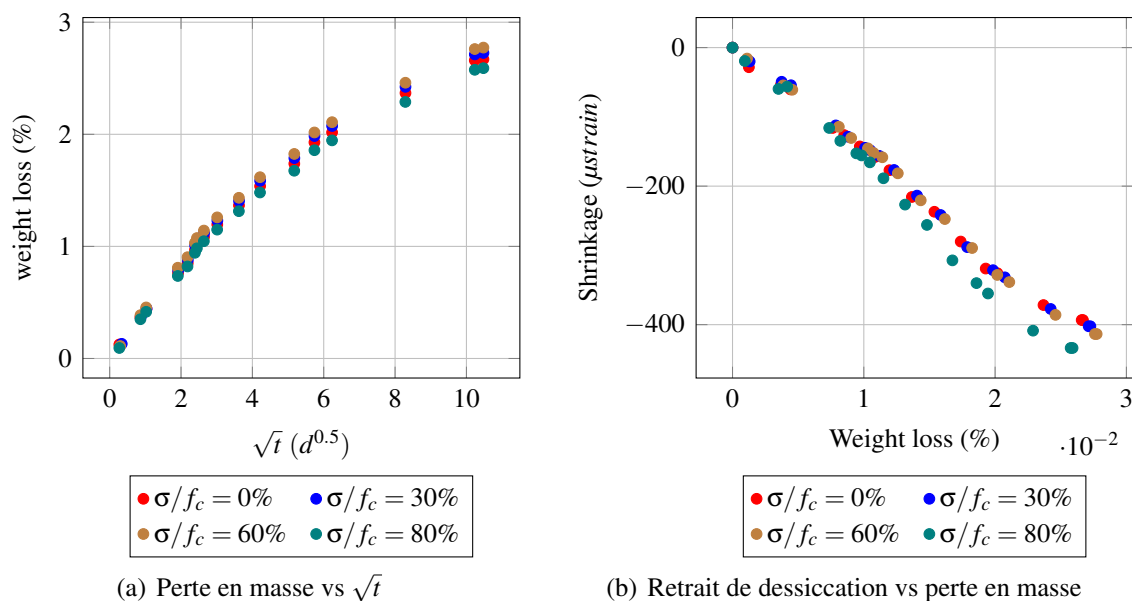 3
2
1
0
0 2 4 6 8 10
weight loss (%)
√t (d^0.5)
σ/f_c = 0% σ/f_c = 30%
σ/f_c = 60% σ/f_c = 80%
(a) Perte en masse vs √t
0
−200
−400
0 1 2 3
Shrinkage (μstrain)
Weight loss (%)
·10^−2
σ/f_c = 0% σ/f_c = 30%
σ/f_c = 60% σ/f_c = 80%
(b) Retrait de dessiccation vs perte en masse